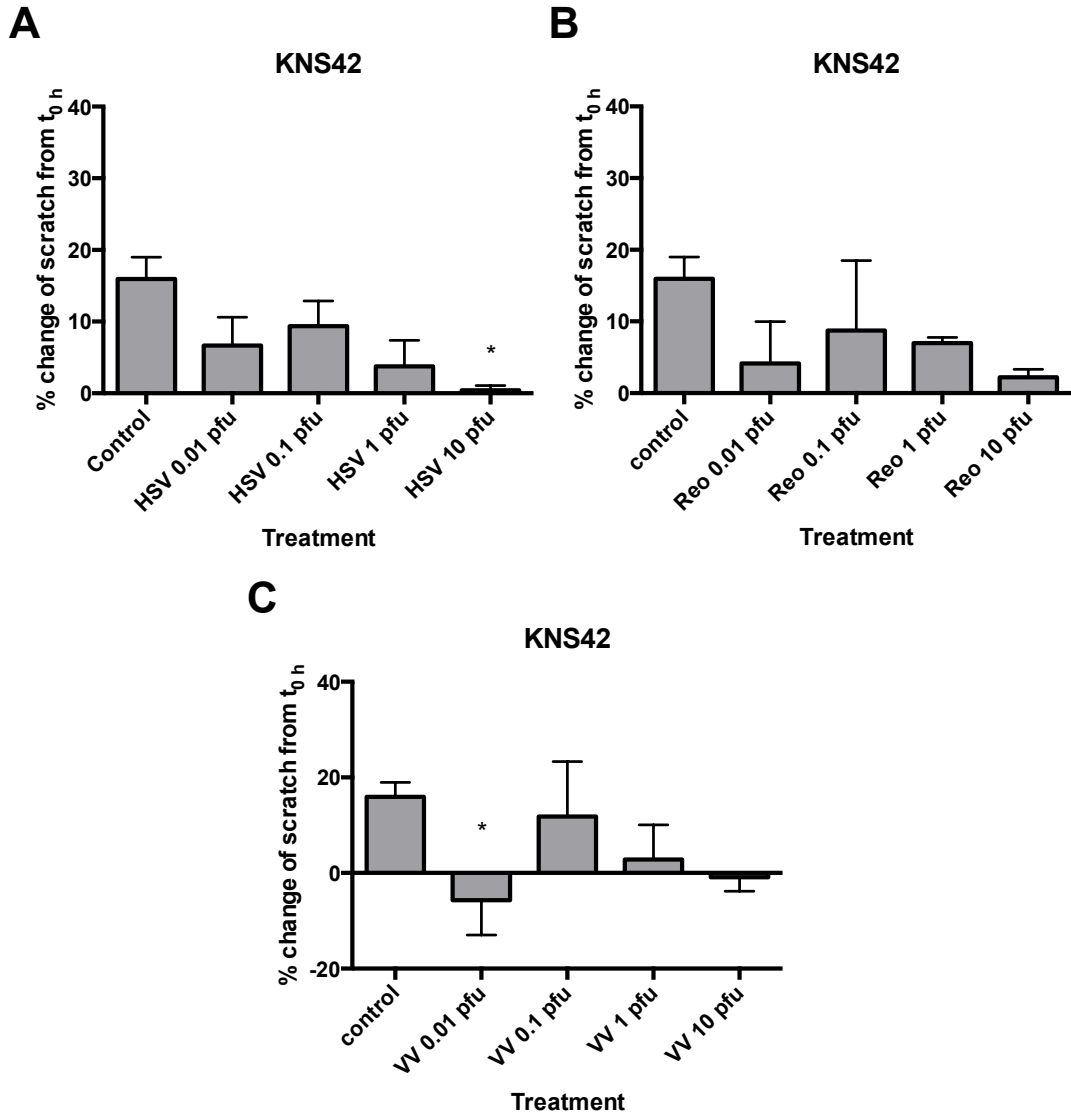 A
KNS42
% change of scratch from t0 h
40
30
20
10
0
*
Control
HSV 0.01 pfu
HSV 0.1 pfu
HSV 1 pfu
HSV 10 pfu
Treatment
B
KNS42
% change of scratch from t0 h
40
30
20
10
0
control
Reo 0.01 pfu
Reo 0.1 pfu
Reo 1 pfu
Reo 10 pfu
Treatment
C
KNS42
% change of scratch from t0 h
40
20
0
-20
*
control
VV 0.01 pfu
VV 0.1 pfu
VV 1 pfu
VV 10 pfu
Treatment